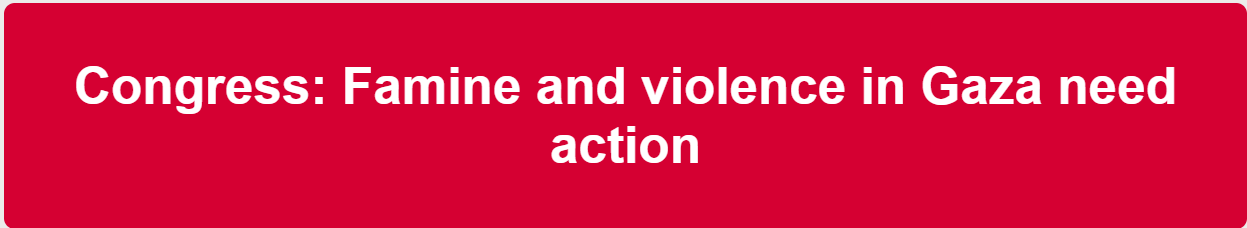 Congress: Famine and violence in Gaza need
action